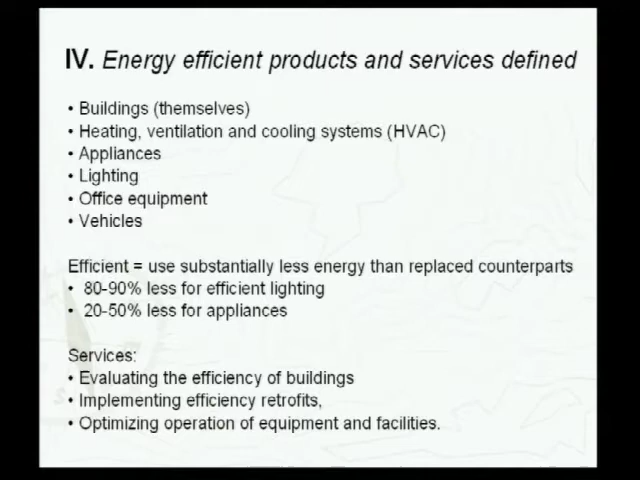 IV. Energy efficient products and services defined
• Buildings (themselves)
• Heating, ventilation and cooling systems (HVAC)
• Appliances
• Lighting
• Office equipment
• Vehicles
Efficient = use substantially less energy than replaced counterparts
• 80-90% less for efficient lighting
• 20-50% less for appliances
Services:
• Evaluating the efficiency of buildings
• Implementing efficiency retrofits,
• Optimizing operation of equipment and facilities.